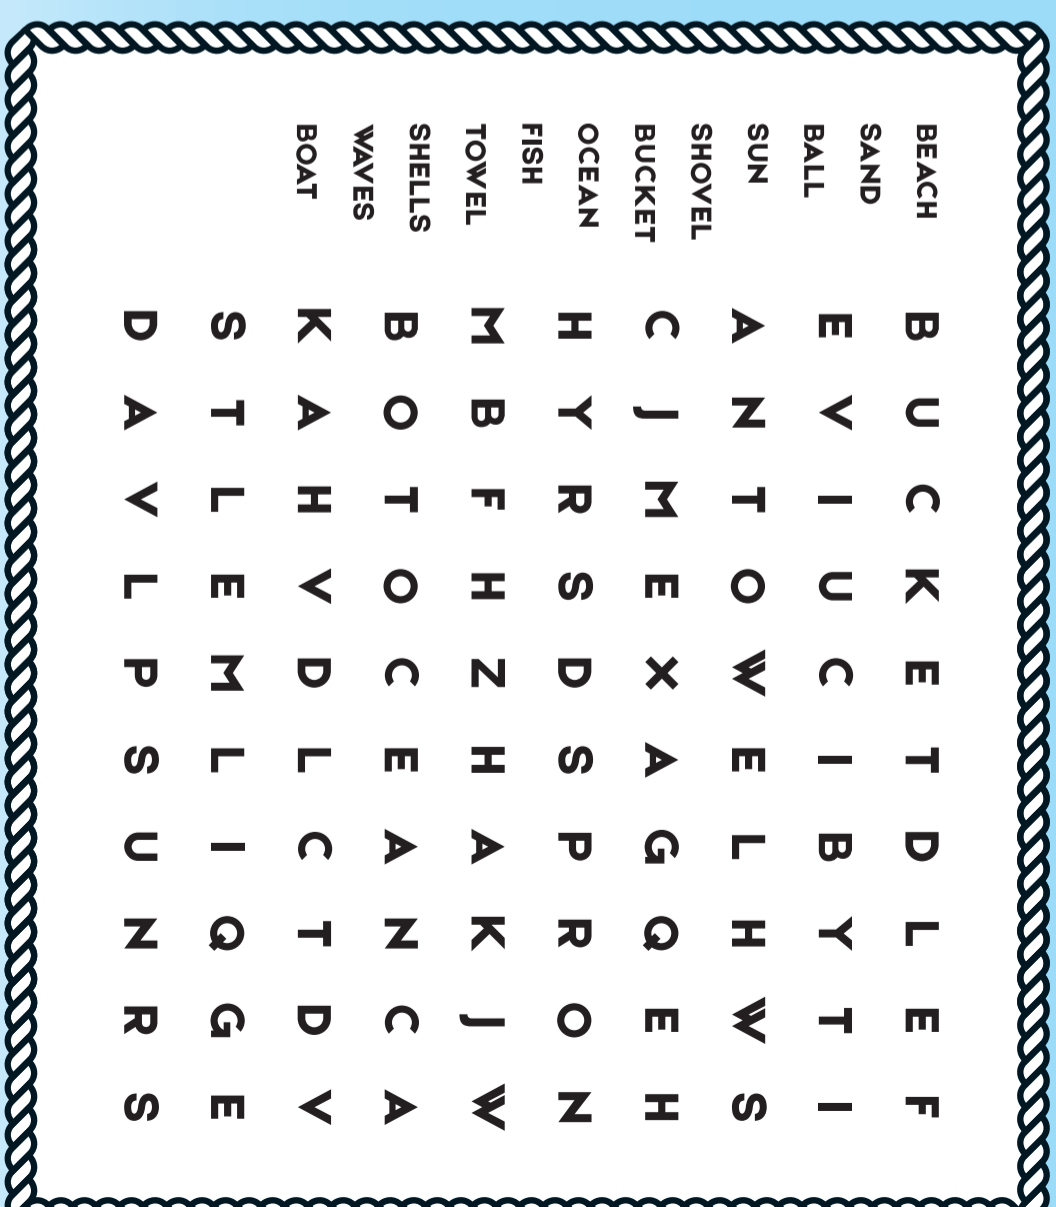 BEACH
SAND
BALL
SUN
SHOVEL
BUCKET
OCEAN
FISH
TOWEL
SHELLS
WAVES
BOAT
B U C K E T D L E F
E V I U C I B Y T I
A N T O W E L H W S
C J M E X A G Q E H
H Y R S D S P R O N
M B F H Z H A K J W
B O T O C E A N C A
K A H V D L C T D V
S T L E M L I Q G E
D A V L P S U N R S